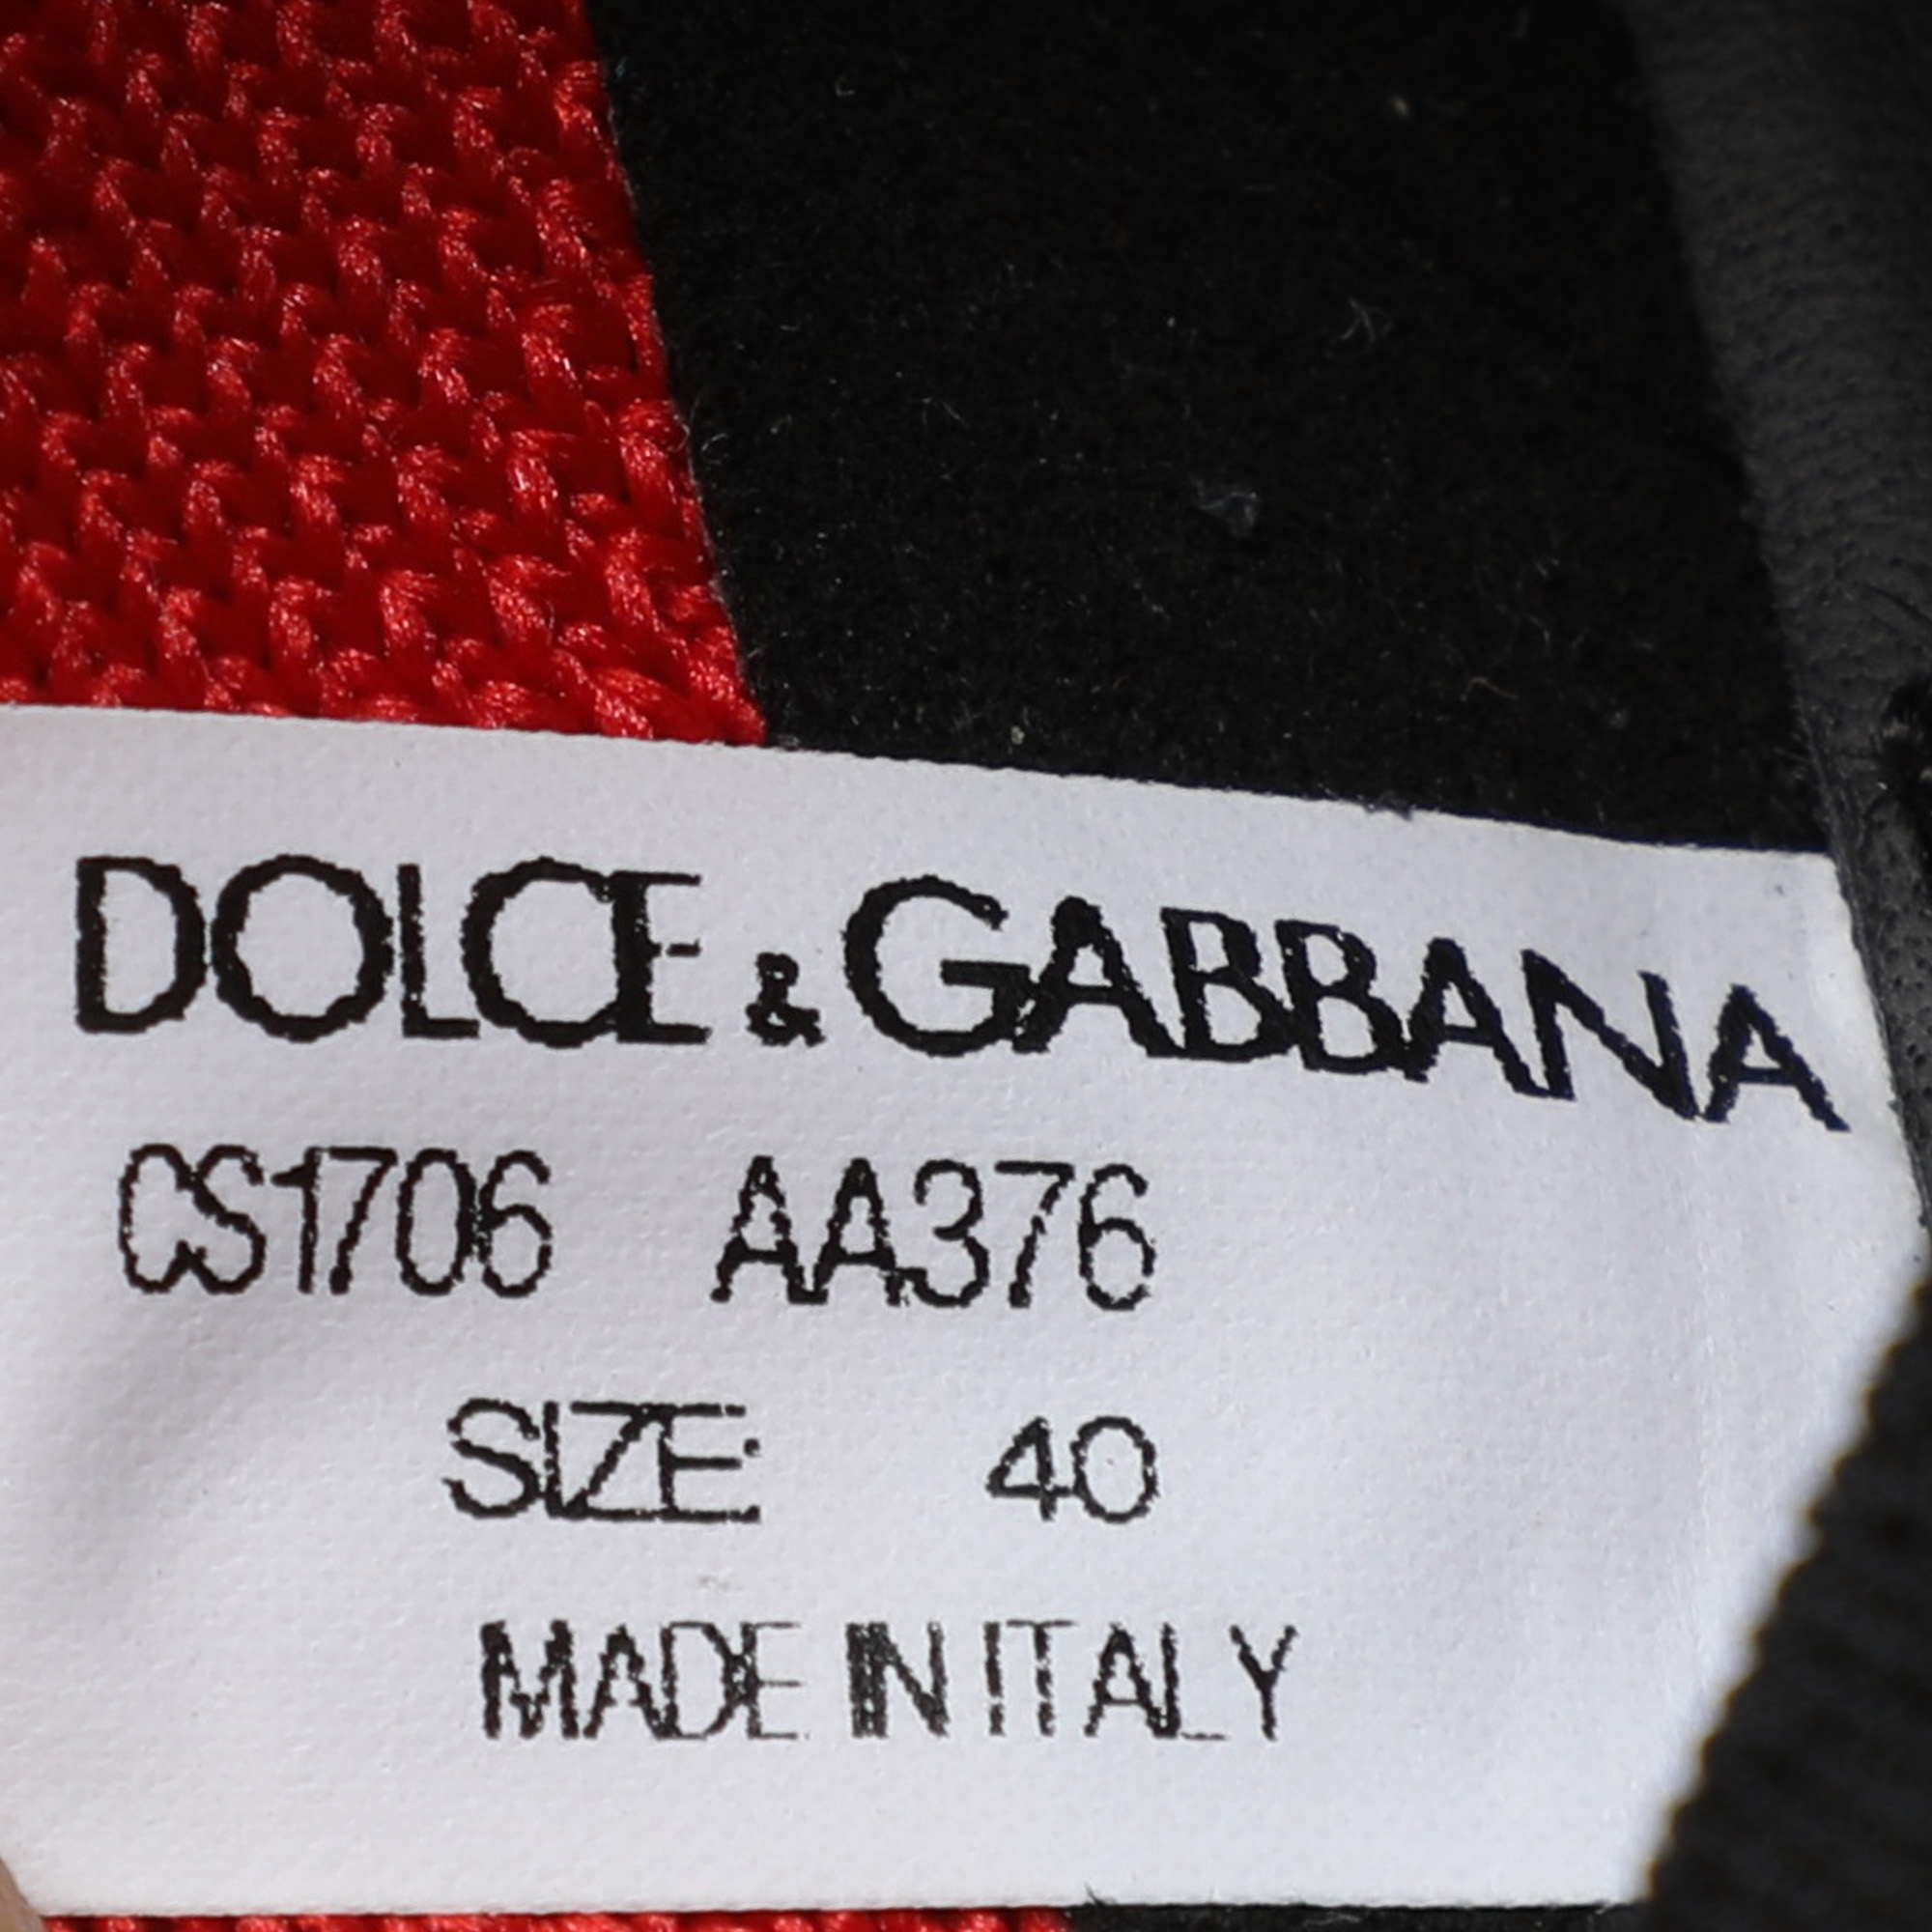 DOLCE & GABBANA
CS1706 AA376
SIZE: 40
MADE IN ITALY